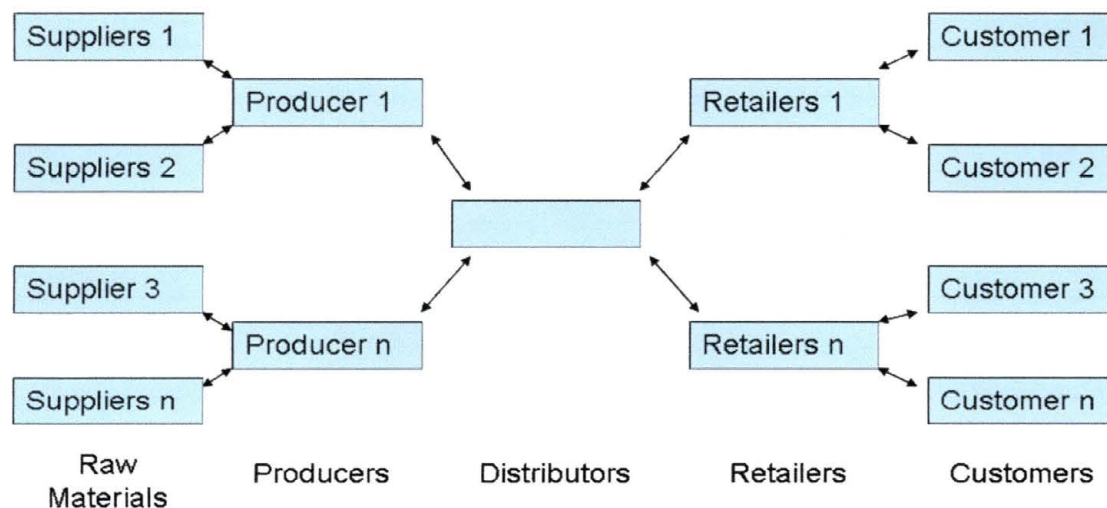 Suppliers 1
Customer 1
Producer 1
Retailers 1
Suppliers 2
Customer 2
Supplier 3
Customer 3
Producer n
Retailers n
Suppliers n
Customer n
Raw
Materials
Producers
Distributors
Retailers
Customers